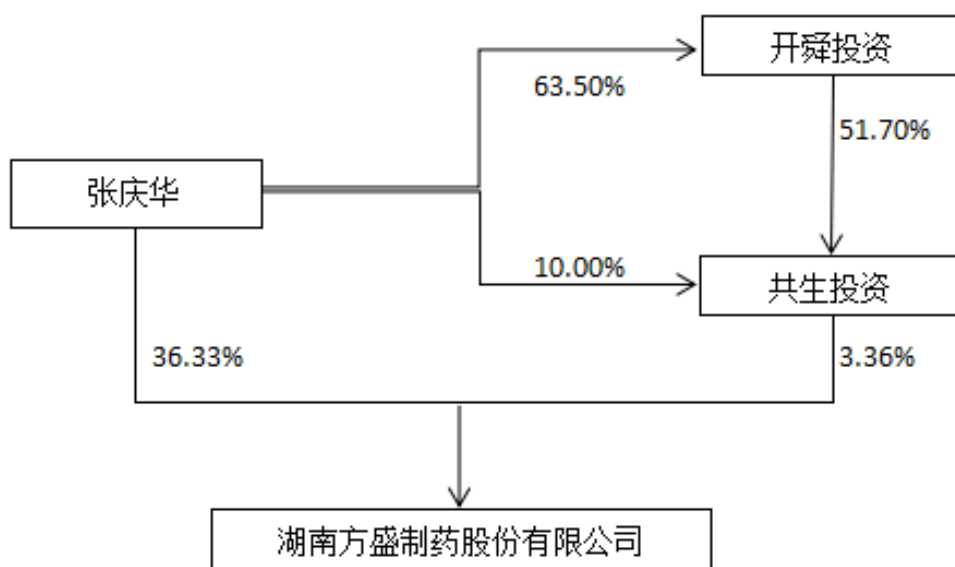 开舜投资
63.50%
51.70%
张庆华
10.00%
共生投资
36.33%
3.36%
湖南方盛制药股份有限公司